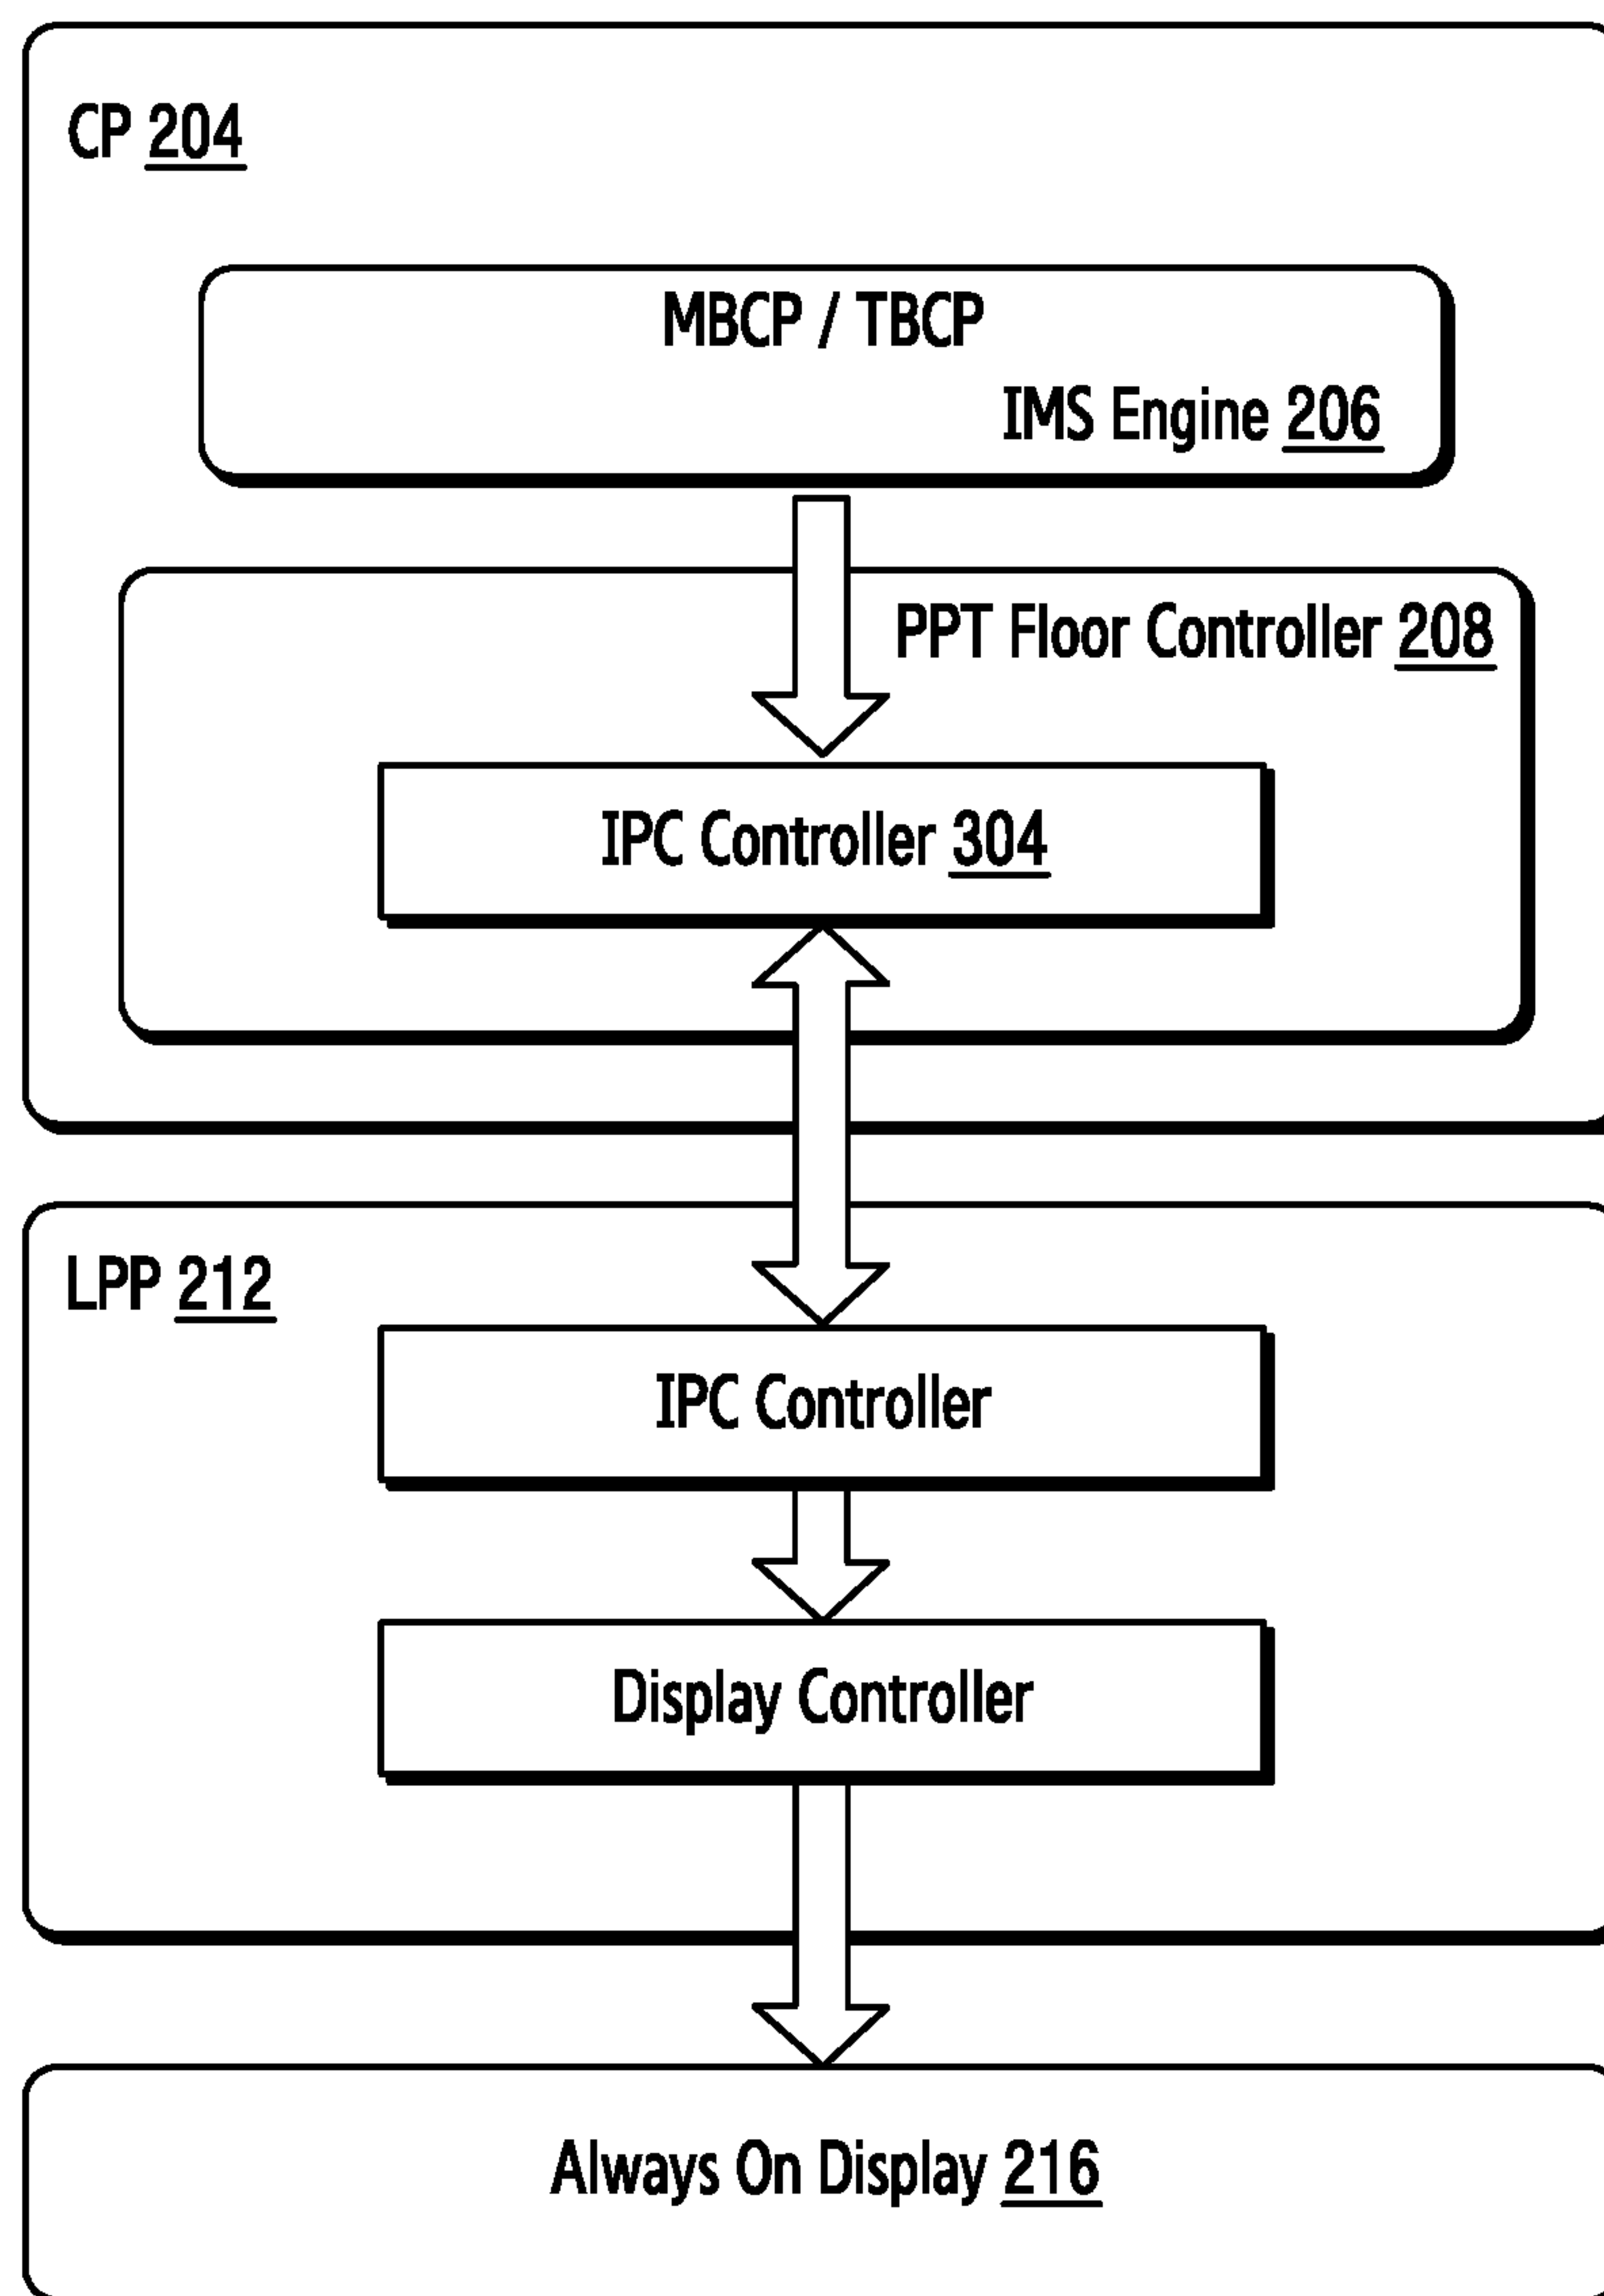 CP 204
MBCP / TBCP
IMS Engine 206
PPT Floor Controller 208
IPC Controller 304
LPP 212
IPC Controller
Display Controller
Always On Display 216